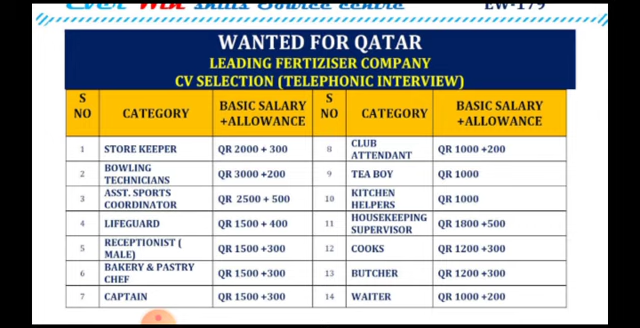 Ever Win Skills Source Centre EW-179
WANTED FOR QATAR
LEADING FERTIZISER COMPANY
CV SELECTION (TELEPHONIC INTERVIEW)
S NO CATEGORY BASIC SALARY +ALLOWANCE S NO CATEGORY BASIC SALARY +ALLOWANCE
1 STORE KEEPER QR 2000 + 300 8 CLUB ATTENDANT QR 1000 +200
2 BOWLING TECHNICIANS QR 3000 +200 9 TEA BOY QR 1000
3 ASST. SPORTS COORDINATOR QR 2500 + 500 10 KITCHEN HELPERS QR 1000
4 LIFEGUARD QR 1500 + 400 11 HOUSEKEEPING SUPERVISOR QR 1800 +500
5 RECEPTIONIST ( MALE) QR 1500 +300 12 COOKS QR 1200 +300
6 BAKERY & PASTRY CHEF QR 1500 +300 13 BUTCHER QR 1200 +300
7 CAPTAIN QR 1500 +300 14 WAITER QR 1000 +200